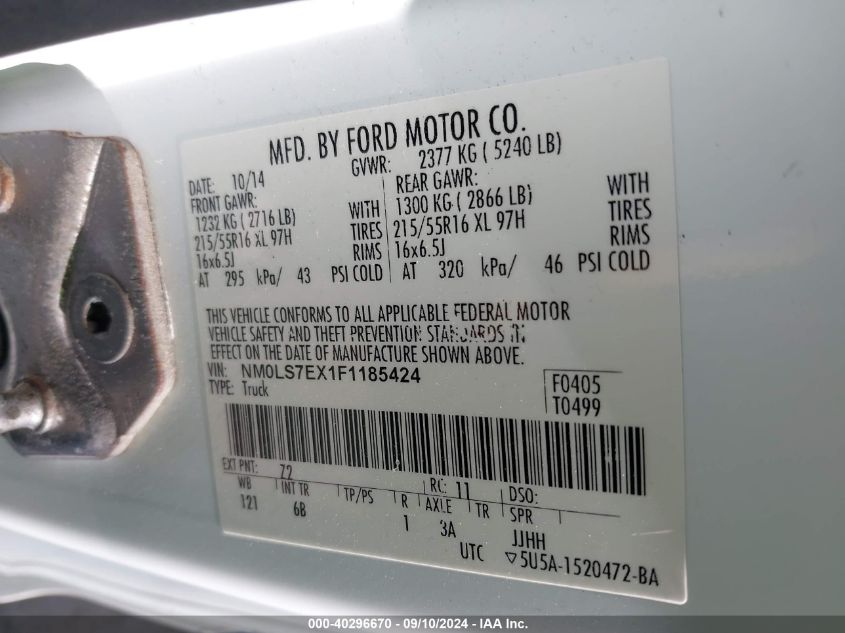 MFD. BY FORD MOTOR CO.
DATE: 10/14 GVWR: 2377 KG ( 5240 LB)
FRONT GAWR: REAR GAWR:
1232 KG ( 2716 LB) WITH 1300 KG ( 2866 LB) WITH
215/55R16 XL 97H TIRES 215/55R16 XL 97H TIRES
16x6.5J RIMS 16x6.5J RIMS
AT 295 kPa/ 43 PSI COLD AT 320 kPa/ 46 PSI COLD
THIS VEHICLE CONFORMS TO ALL APPLICABLE FEDERAL MOTOR
VEHICLE SAFETY AND THEFT PREVENTION STANDARDS IN
EFFECT ON THE DATE OF MANUFACTURE SHOWN ABOVE.
VIN: NM0LS7EX1F1185424 F0405
TYPE: Truck T0499
EXT PNT: Z2 RC: 11 DSO:
WB INT TR TP/PS R AXLE TR SPR
121 6B 1 3A JJHH
UTC ▽5U5A-1520472-BA
000-40296670 - 09/10/2024 - IAA Inc.